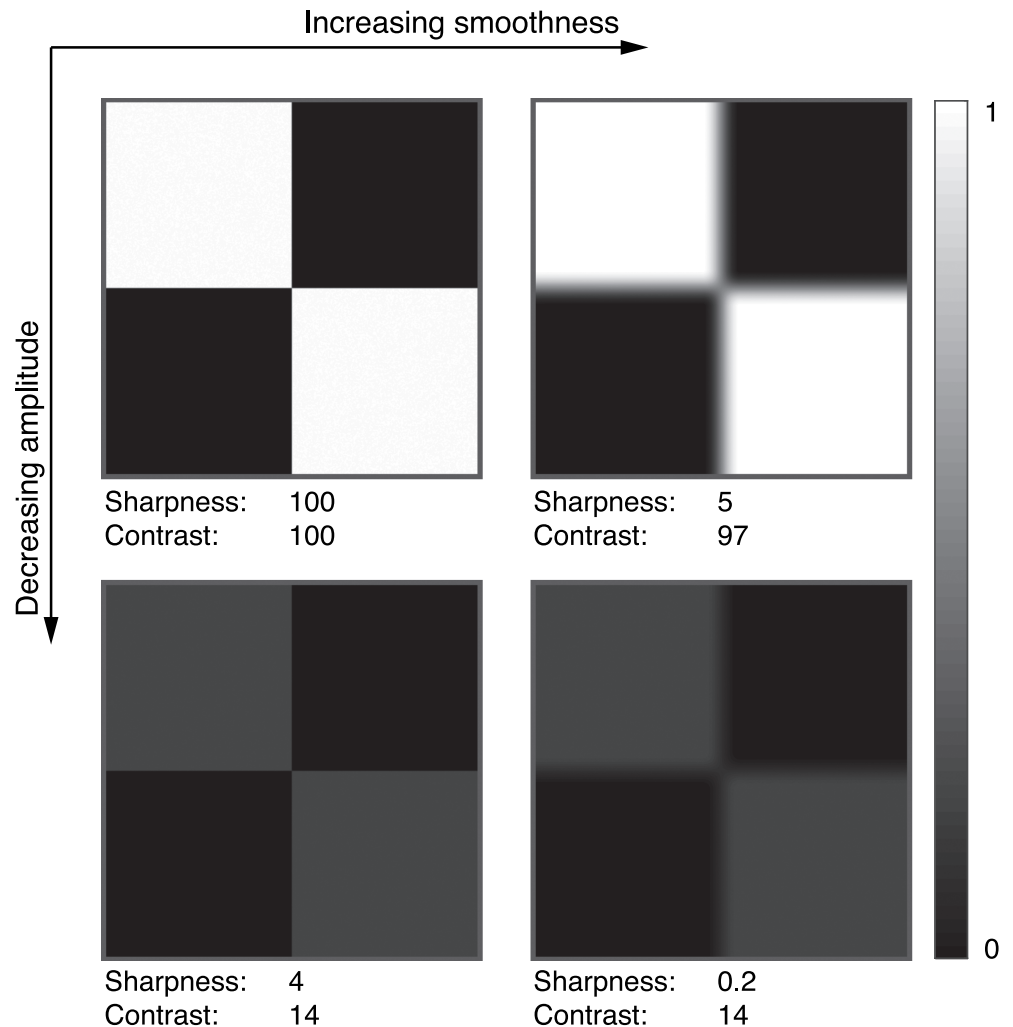 Increasing smoothness
Decreasing amplitude
1
Sharpness: 100
Contrast: 100
Sharpness: 5
Contrast: 97
0
Sharpness: 4
Contrast: 14
Sharpness: 0.2
Contrast: 14